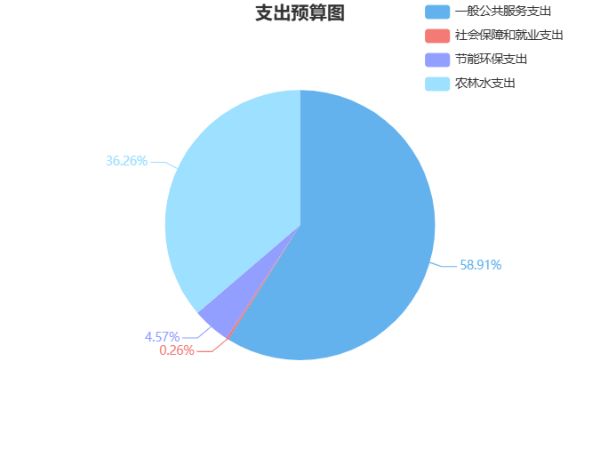 支出预算图
一般公共服务支出
社会保障和就业支出
节能环保支出
农林水支出
36.26%
58.91%
4.57%
0.26%